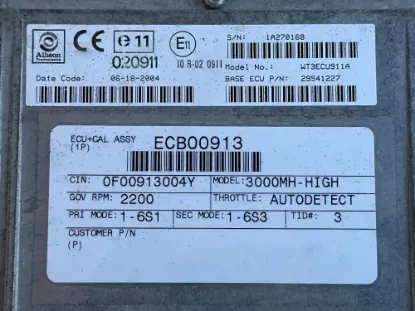 Allison
CE e11 E11 S/N: 1A270168
020911 10 R-02 0911 Model No.: WT3ECU911A
Date Code: 06-18-2004 BASE ECU P/N: 29541227
ECU+CAL ASSY ECB00913
(1P)
CIN: 0F00913004Y MODEL: 3000MH-HIGH
GOV RPM: 2200 THROTTLE: AUTODETECT
PRI MODE: 1-6S1 SEC MODE: 1-6S3 TID#: 3
CUSTOMER P/N
(P)